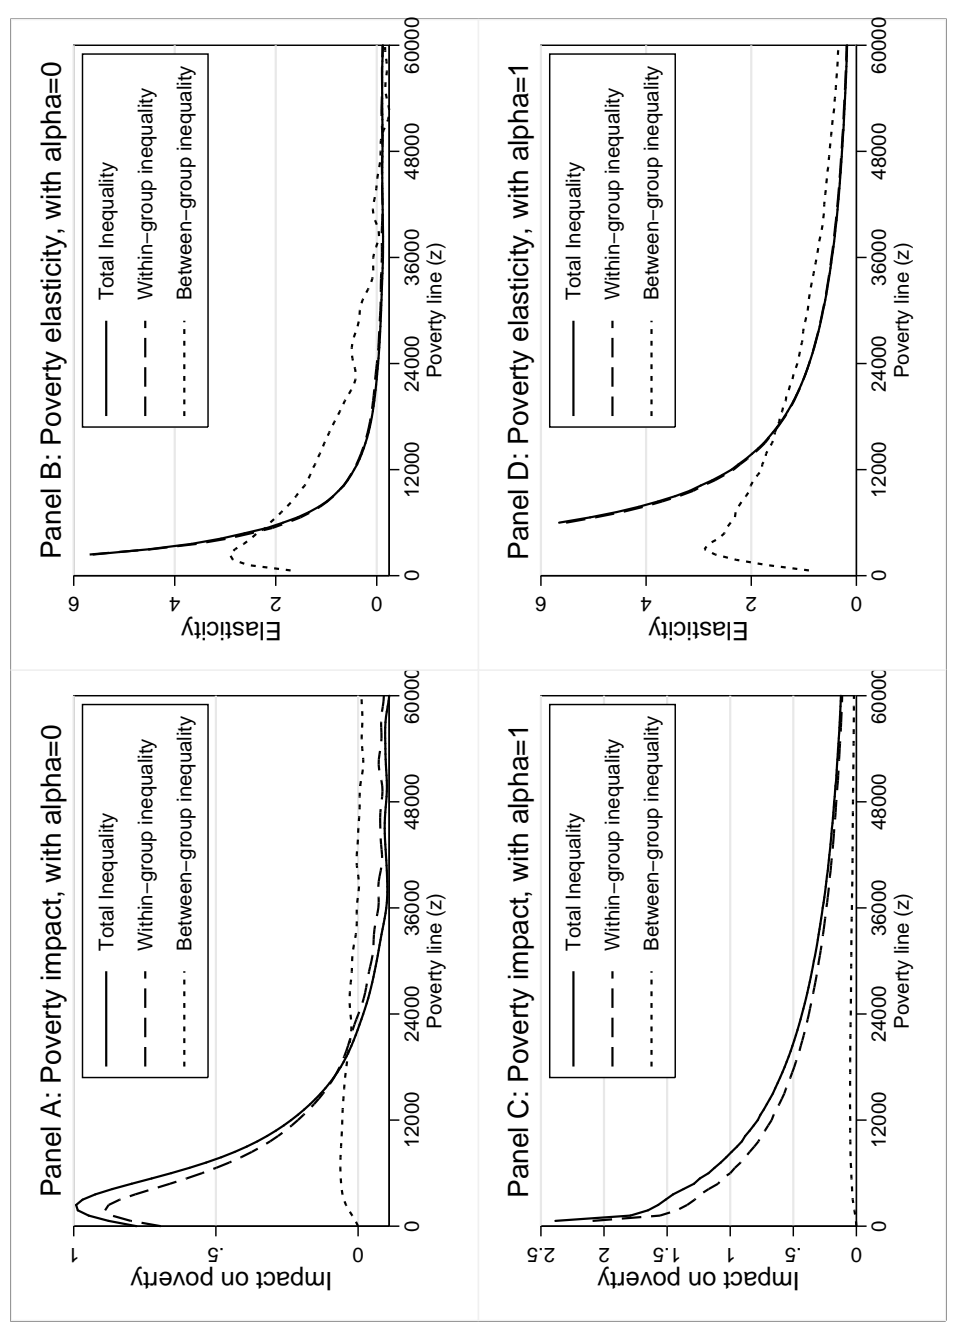 Panel A: Poverty impact, with alpha=0
Total Inequality
Within−group inequality
Between−group inequality
Impact on poverty
1
.5
0
0 12000 24000 36000 48000 60000
Poverty line (z)
Panel B: Poverty elasticity, with alpha=0
Total Inequality
Within−group inequality
Between−group inequality
Elasticity
6
4
2
0
0 12000 24000 36000 48000 60000
Poverty line (z)
Panel C: Poverty impact, with alpha=1
Total Inequality
Within−group inequality
Between−group inequality
Impact on poverty
2.5
2
1.5
1
.5
0
0 12000 24000 36000 48000 60000
Poverty line (z)
Panel D: Poverty elasticity, with alpha=1
Total Inequality
Within−group inequality
Between−group inequality
Elasticity
6
4
2
0
0 12000 24000 36000 48000 60000
Poverty line (z)